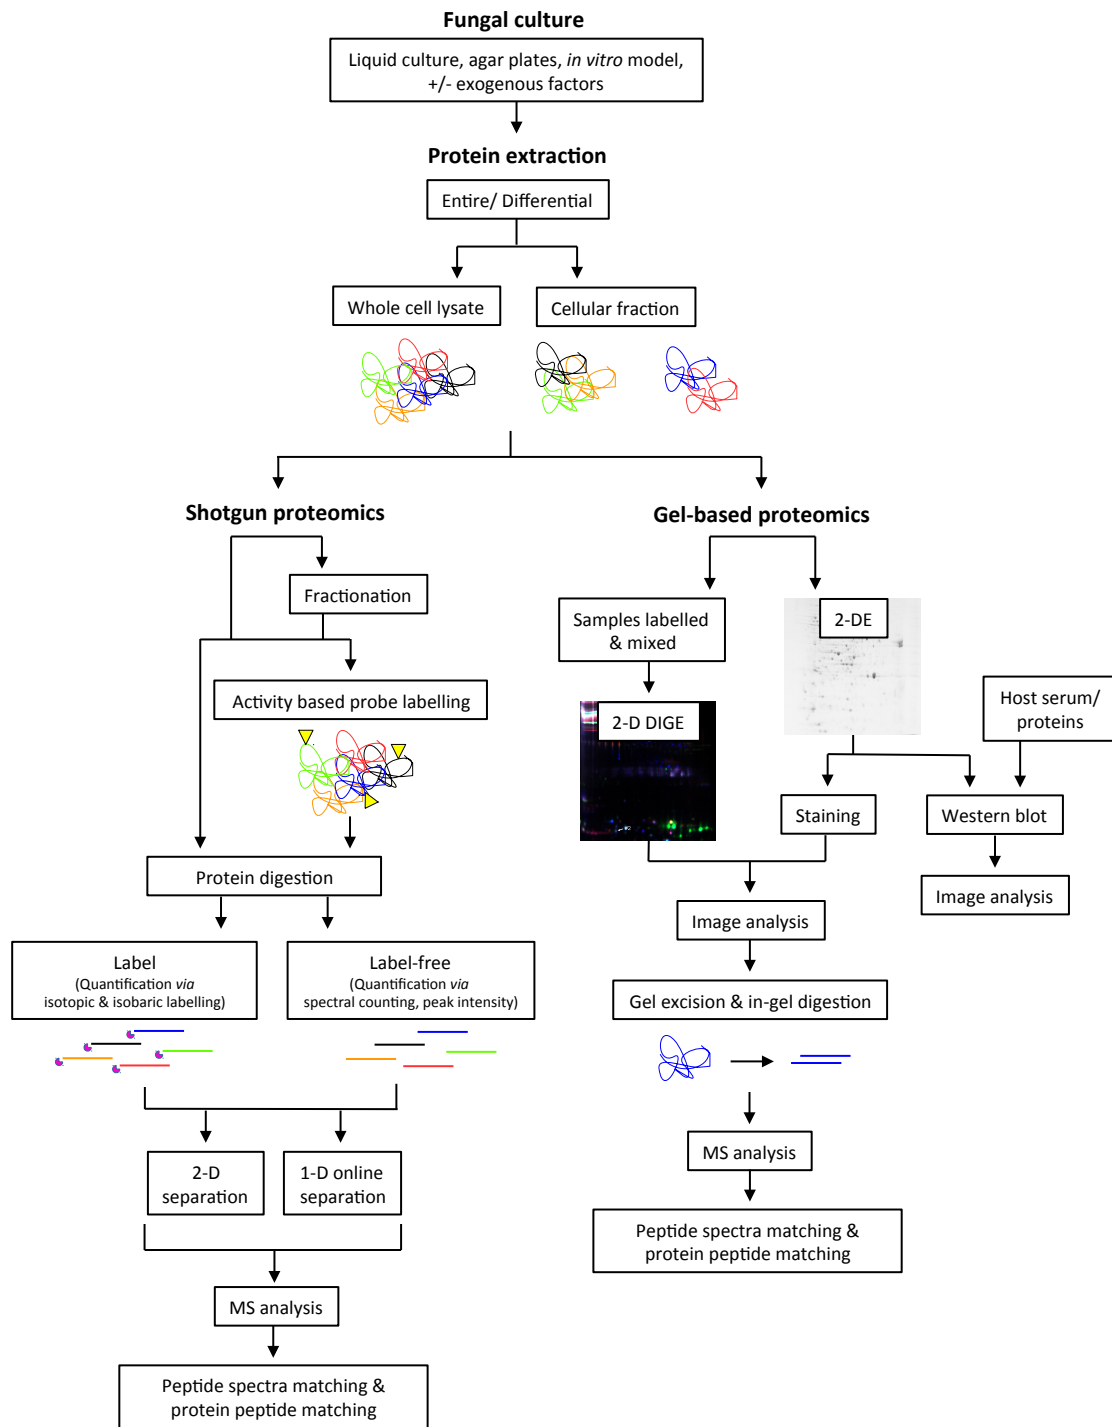 Fungal culture
Liquid culture, agar plates, in vitro model,
+/- exogenous factors
Protein extraction
Entire/ Differential
Whole cell lysate
Cellular fraction
Shotgun proteomics
Gel-based proteomics
Fractionation
Samples labelled
& mixed
2-DE
Activity based probe labelling
2-D DIGE
Host serum/
proteins
Staining
Western blot
Protein digestion
Image analysis
Image analysis
Label
(Quantification via
isotopic & isobaric labelling)
Label-free
(Quantification via
spectral counting, peak intensity)
Gel excision & in-gel digestion
MS analysis
2-D
separation
1-D online
separation
Peptide spectra matching &
protein peptide matching
MS analysis
Peptide spectra matching &
protein peptide matching